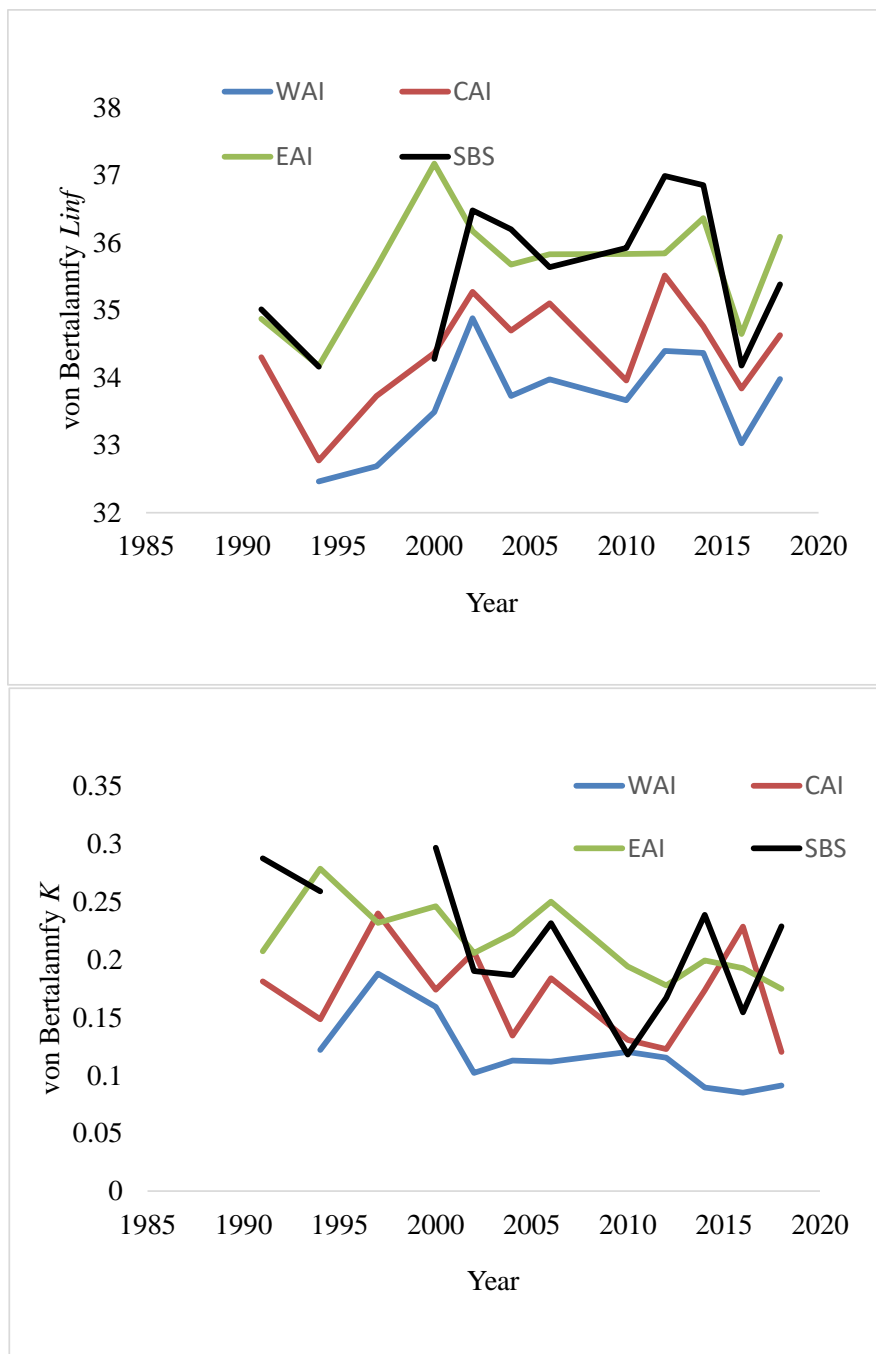 WAI CAI
EAI SBS
38
37
36
35
34
33
32
von Bertalannfy Linf
1985 1990 1995 2000 2005 2010 2015 2020
Year
WAI CAI
EAI SBS
0.35
0.3
0.25
0.2
0.15
0.1
0.05
0
von Bertalannfy K
1985 1990 1995 2000 2005 2010 2015 2020
Year